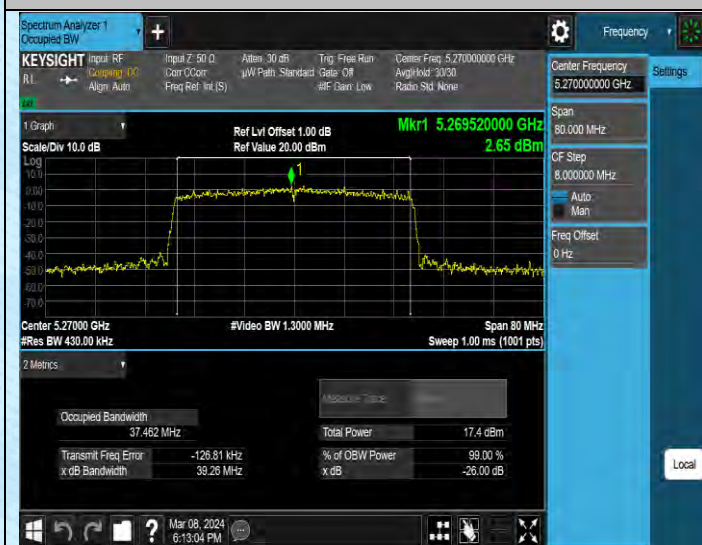 Spectrum Analyzer 1
Occupied BW
+
Frequency
KEYSIGHT
RL
Input: RF
Coupling: DC
Align: Auto
Input Z: 50 Ω
Corr CCorr
Freq Ref: Int (S)
Atten: 30 dB
µW Path: Standard
Trig: Free Run
Gate: Off
#IF Gain: Low
Center Freq: 5.270000000 GHz
Avg|Hold: 30/30
Radio Std: None
Center Frequency
5.270000000 GHz
Settings
Span
80.000 MHz
CF Step
8.000000 MHz
Auto
Man
Freq Offset
0 Hz
1 Graph
Scale/Div 10.0 dB
Ref Lvl Offset 1.00 dB
Ref Value 20.00 dBm
Mkr1 5.269520000 GHz
2.65 dBm
Log
10.0
0.00
-10.0
-20.0
-30.0
-40.0
-50.0
-60.0
-70.0
1
Center 5.27000 GHz
#Res BW 430.00 kHz
#Video BW 1.3000 MHz
Span 80 MHz
Sweep 1.00 ms (1001 pts)
2 Metrics
Measure Trace
Occupied Bandwidth
37.462 MHz
Total Power 17.4 dBm
Transmit Freq Error -126.81 kHz
% of OBW Power 99.00 %
x dB Bandwidth 39.26 MHz
x dB -26.00 dB
Local
?
Mar 08, 2024
6:13:04 PM